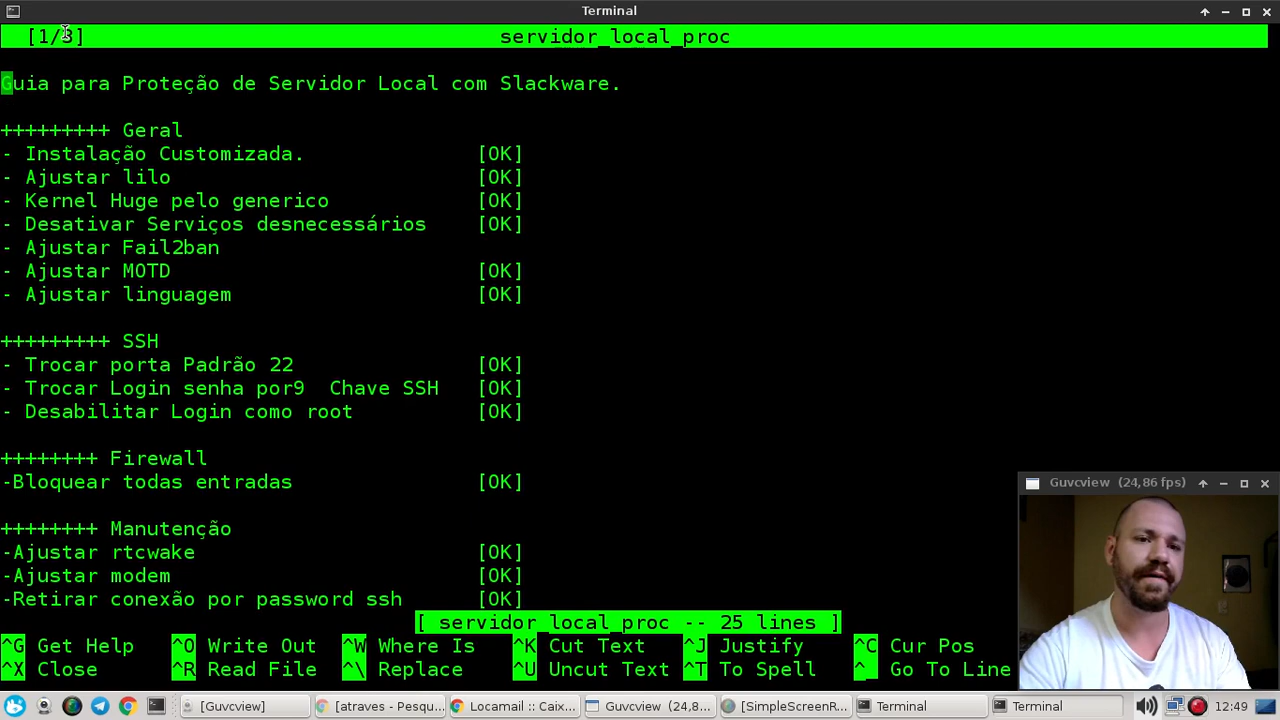 Terminal
[1/3] servidor_local_proc
Guia para Proteção de Servidor Local com Slackware.
+++++++++ Geral
- Instalação Customizada. [OK]
- Ajustar lilo [OK]
- Kernel Huge pelo generico [OK]
- Desativar Serviços desnecessários [OK]
- Ajustar Fail2ban
- Ajustar MOTD [OK]
- Ajustar linguagem [OK]
+++++++++ SSH
- Trocar porta Padrão 22 [OK]
- Trocar Login senha por9  Chave SSH [OK]
- Desabilitar Login como root [OK]
++++++++ Firewall
-Bloquear todas entradas [OK]
++++++++ Manutenção
-Ajustar rtcwake [OK]
-Ajustar modem [OK]
-Retirar conexão por password ssh [OK]
Guvcview (24,86 fps)
[ servidor_local_proc -- 25 lines ]
^G Get Help ^O Write Out ^W Where Is ^K Cut Text ^J Justify ^C Cur Pos
^X Close ^R Read File ^\ Replace ^U Uncut Text ^T To Spell ^_ Go To Line
[Guvcview] [atraves - Pesqu... Locaemail :: Caix... Guvcview (24,8... [SimpleScreenR... Terminal Terminal 12:49